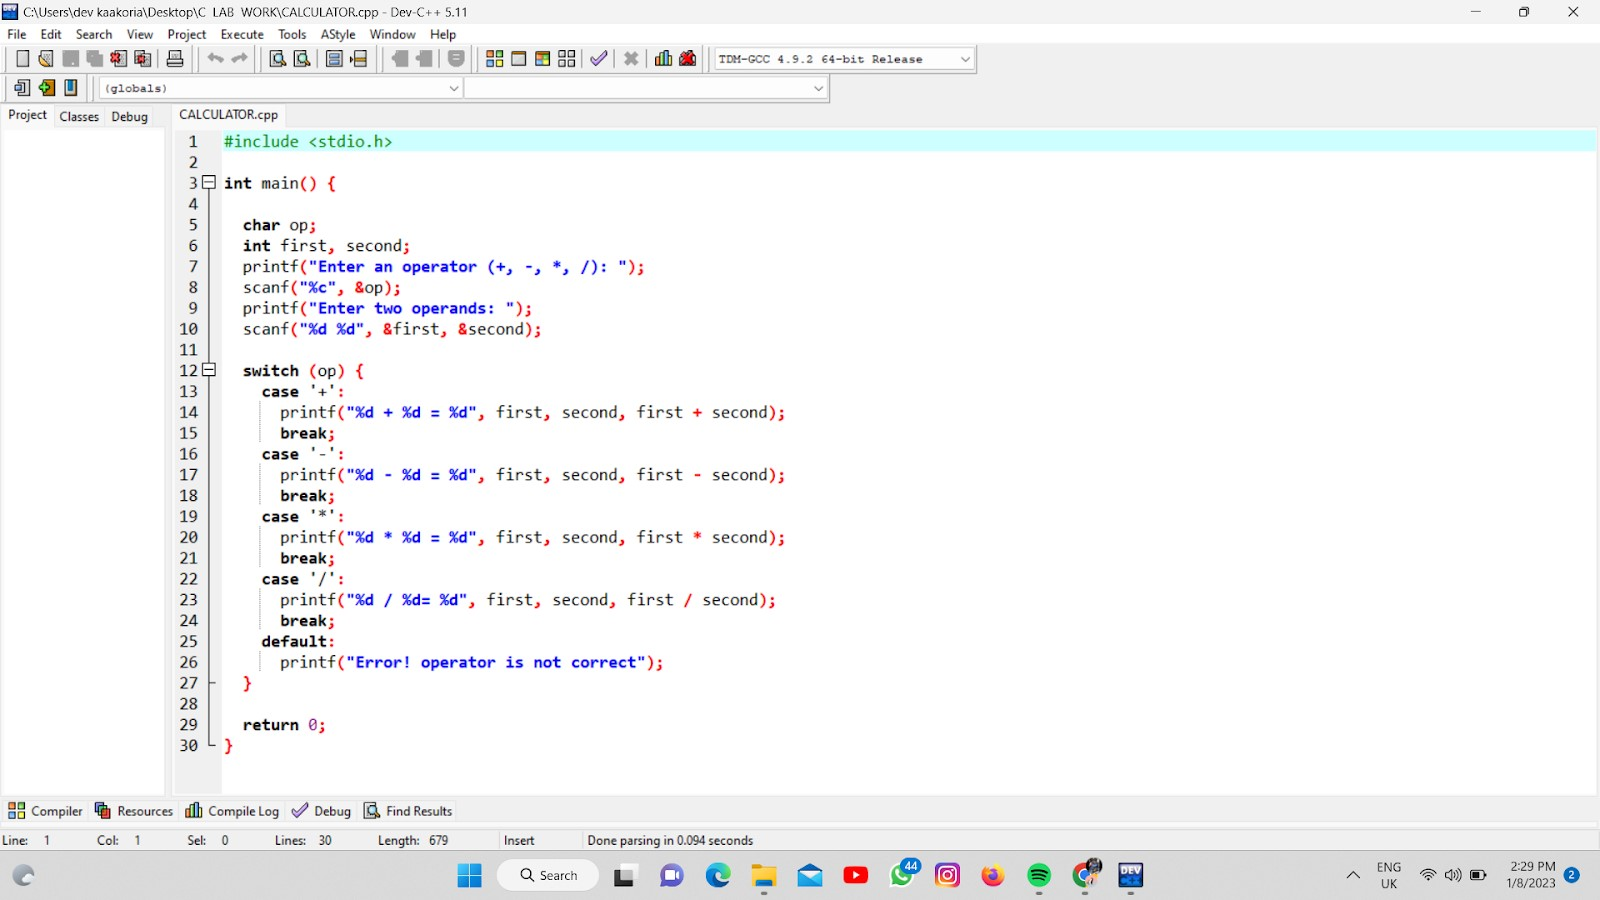 C:\Users\dev kaakoria\Desktop\C LAB WORK\CALCULATOR.cpp - Dev-C++ 5.11
File Edit Search View Project Execute Tools AStyle Window Help
TDM-GCC 4.9.2 64-bit Release
(globals)
Project Classes Debug CALCULATOR.cpp
1 #include <stdio.h>
2
3 int main() {
4
5 char op;
6 int first, second;
7 printf("Enter an operator (+, -, *, /): ");
8 scanf("%c", &op);
9 printf("Enter two operands: ");
10 scanf("%d %d", &first, &second);
11
12 switch (op) {
13 case '+':
14 printf("%d + %d = %d", first, second, first + second);
15 break;
16 case '-':
17 printf("%d - %d = %d", first, second, first - second);
18 break;
19 case '*':
20 printf("%d * %d = %d", first, second, first * second);
21 break;
22 case '/':
23 printf("%d / %d= %d", first, second, first / second);
24 break;
25 default:
26 printf("Error! operator is not correct");
27 }
28
29 return 0;
30 }
Compiler Resources Compile Log Debug Find Results
Line: 1 Col: 1 Sel: 0 Lines: 30 Length: 679 Insert Done parsing in 0.094 seconds
Search 44 DEV ENG UK 2:29 PM 1/8/2023 2